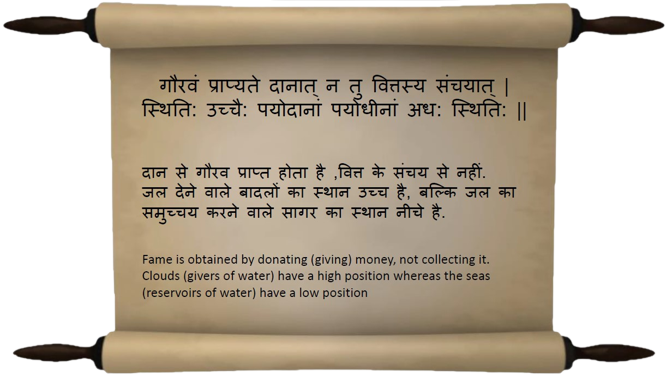 गौरवं प्राप्यते दानात् न तु वित्तस्य संचयात् |
स्थिति: उच्चै: पयोदानां पयोधीनां अध: स्थिति: ||
दान से गौरव प्राप्त होता है ,वित्त के संचय से नहीं.
जल देने वाले बादलों का स्थान उच्च है, बल्कि जल का
समुच्चय करने वाले सागर का स्थान नीचे है.
Fame is obtained by donating (giving) money, not collecting it.
Clouds (givers of water) have a high position whereas the seas
(reservoirs of water) have a low position